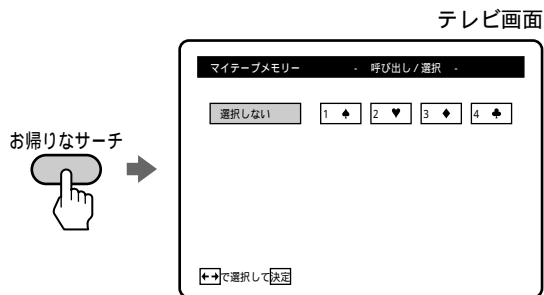 テレビ画面
マイテープメモリー - 呼び出し / 選択 -
選択しない 1 ♠ 2 ♥ 3 ♦ 4 ♣
お帰りなサーチ
←→で選択して決定